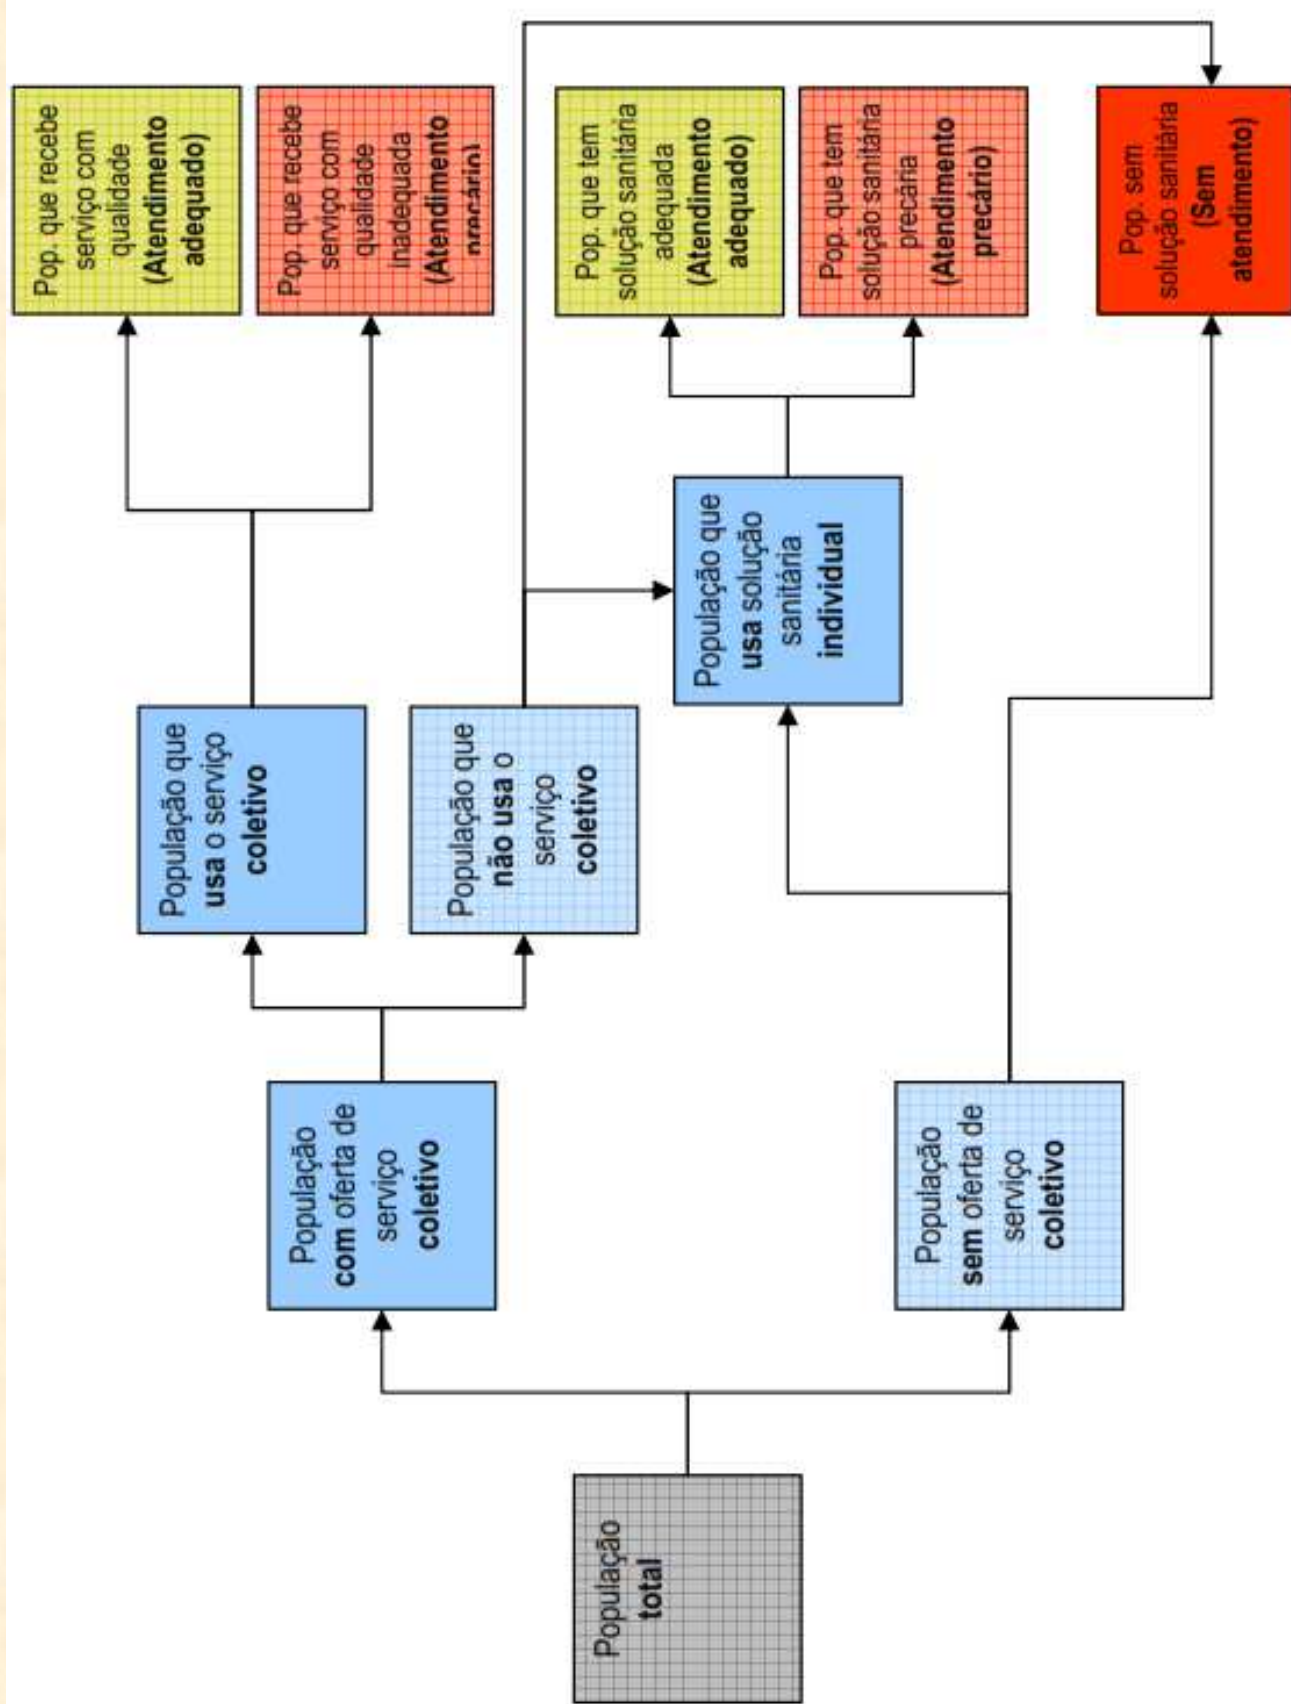 População
total
População
com oferta de
serviço
coletivo
População
sem oferta de
serviço
coletivo
População que
usa o serviço
coletivo
População que
não usa o
serviço
coletivo
População que
usa solução
sanitária
individual
Pop. que recebe
serviço com
qualidade
(Atendimento
adequado)
Pop. que recebe
serviço com
qualidade
inadequada
(Atendimento
precário)
Pop. que tem
solução sanitária
adequada
(Atendimento
adequado)
Pop. que tem
solução sanitária
precária
(Atendimento
precário)
Pop. sem
solução sanitária
(Sem
atendimento)